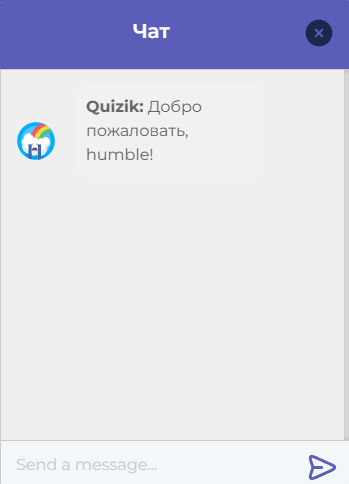 Чат
Quizik: Добро
пожаловать,
humble!
Send a message...